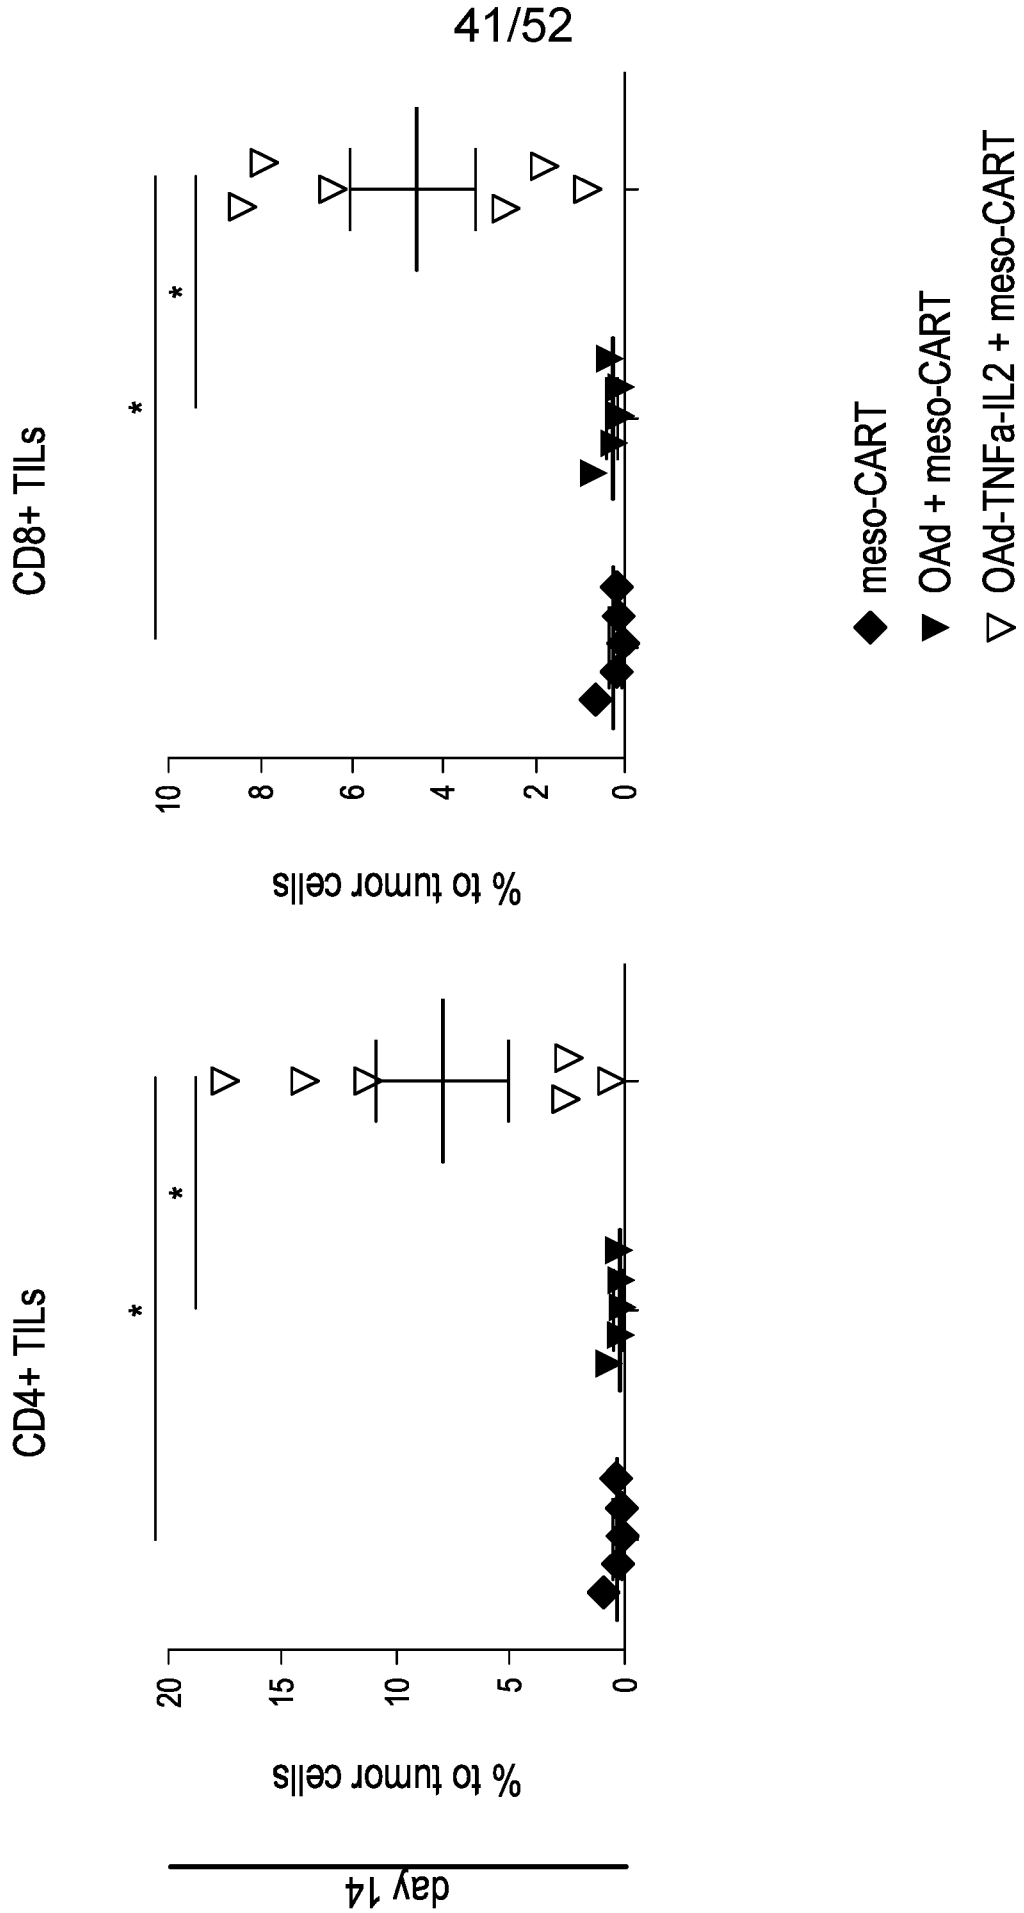 41/52
CD4+ TILs
*
*
20
15
10
5
0
% to tumor cells
day 14
CD8+ TILs
*
*
10
8
6
4
2
0
% to tumor cells
meso-CART
OAd + meso-CART
OAd-TNFa-IL2 + meso-CART